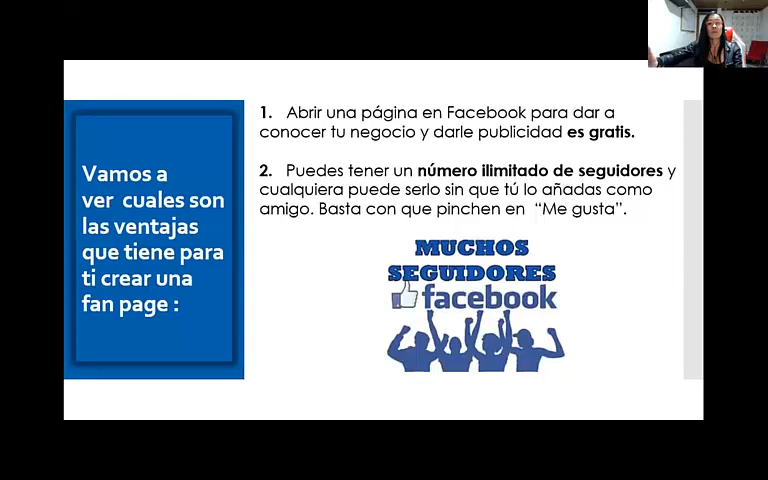 Vamos a
ver cuales son
las ventajas
que tiene para
ti crear una
fan page :
1. Abrir una página en Facebook para dar a
conocer tu negocio y darle publicidad es gratis.
2. Puedes tener un número ilimitado de seguidores y
cualquiera puede serlo sin que tú lo añadas como
amigo. Basta con que pinchen en “Me gusta”.
MUCHOS
SEGUIDORES
facebook